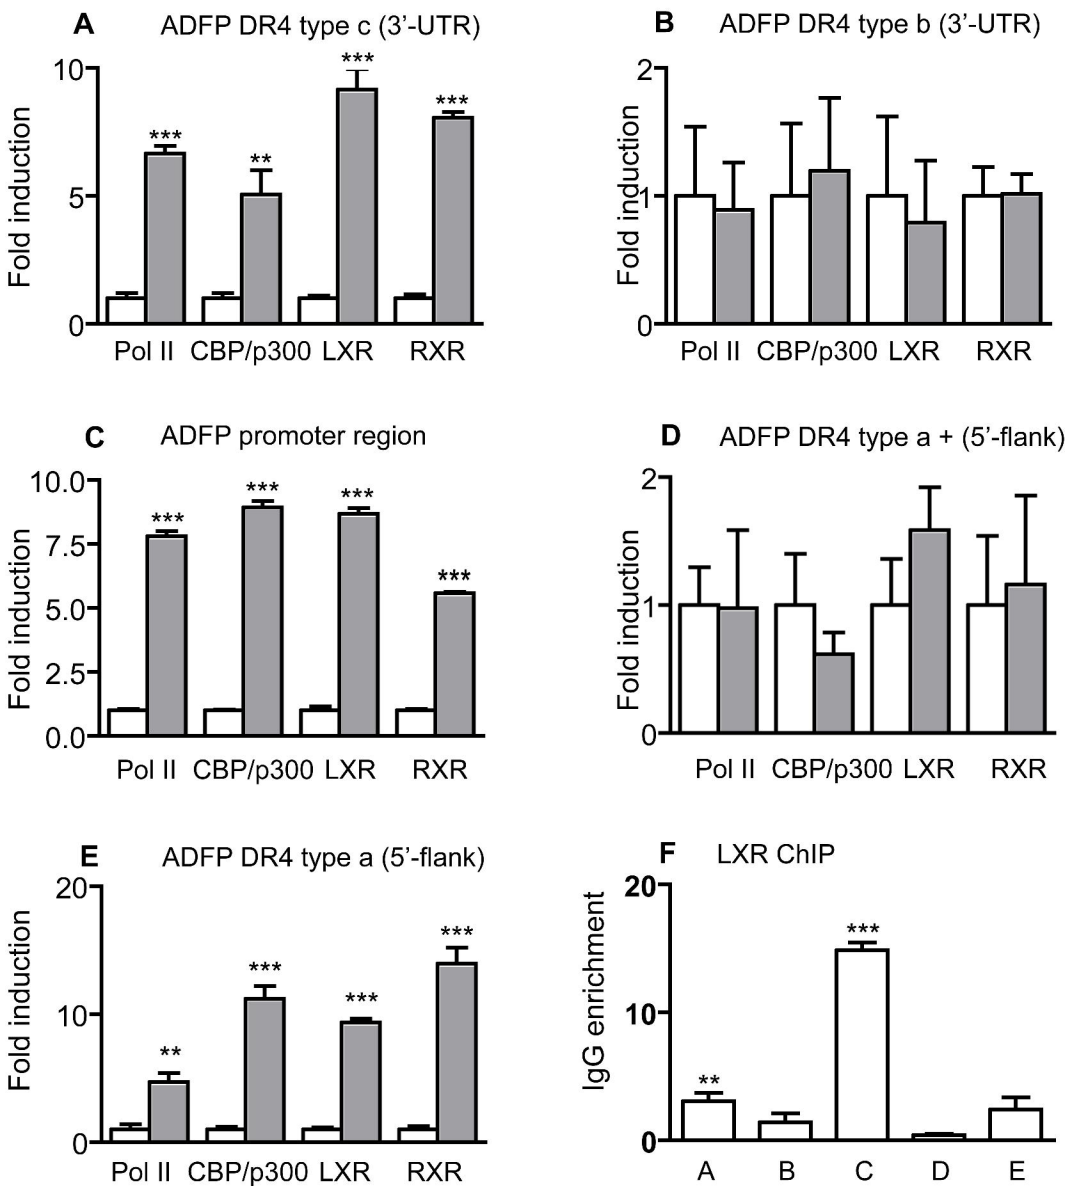 A ADFP DR4 type c (3’-UTR)
Fold induction
10
5
0
***
**
***
***
Pol II CBP/p300 LXR RXR
B ADFP DR4 type b (3’-UTR)
Fold induction
2
1
0
Pol II CBP/p300 LXR RXR
C ADFP promoter region
Fold induction
10.0
7.5
5.0
2.5
0.0
***
***
***
***
Pol II CBP/p300 LXR RXR
D ADFP DR4 type a + (5’-flank)
Fold induction
2
1
0
Pol II CBP/p300 LXR RXR
E ADFP DR4 type a (5’-flank)
Fold induction
20
10
0
**
***
***
***
Pol II CBP/p300 LXR RXR
F LXR ChIP
IgG enrichment
20
10
0
**
***
A B C D E